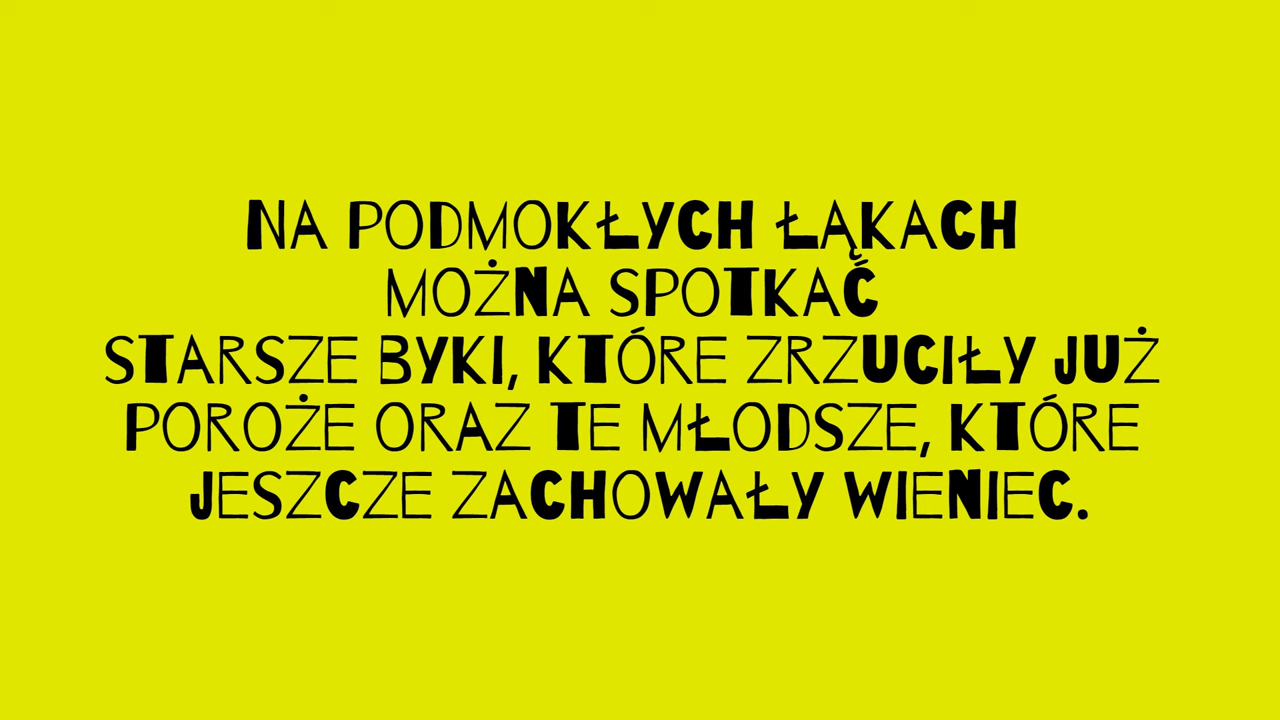 NA PODMOKŁYCH ŁĄKACH
MOŻNA SPOTKAĆ
STARSZE BYKI, KTÓRE ZRZUCIŁY JUŻ
POROŻE ORAZ TE MŁODSZE, KTÓRE
JESZCZE ZACHOWAŁY WIENIEC.